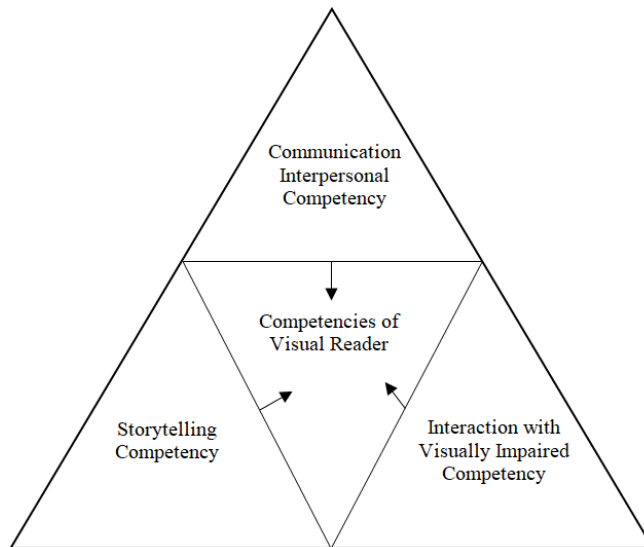 Communication
Interpersonal
Competency
Competencies of
Visual Reader
Storytelling
Competency
Interaction with
Visually Impaired
Competency